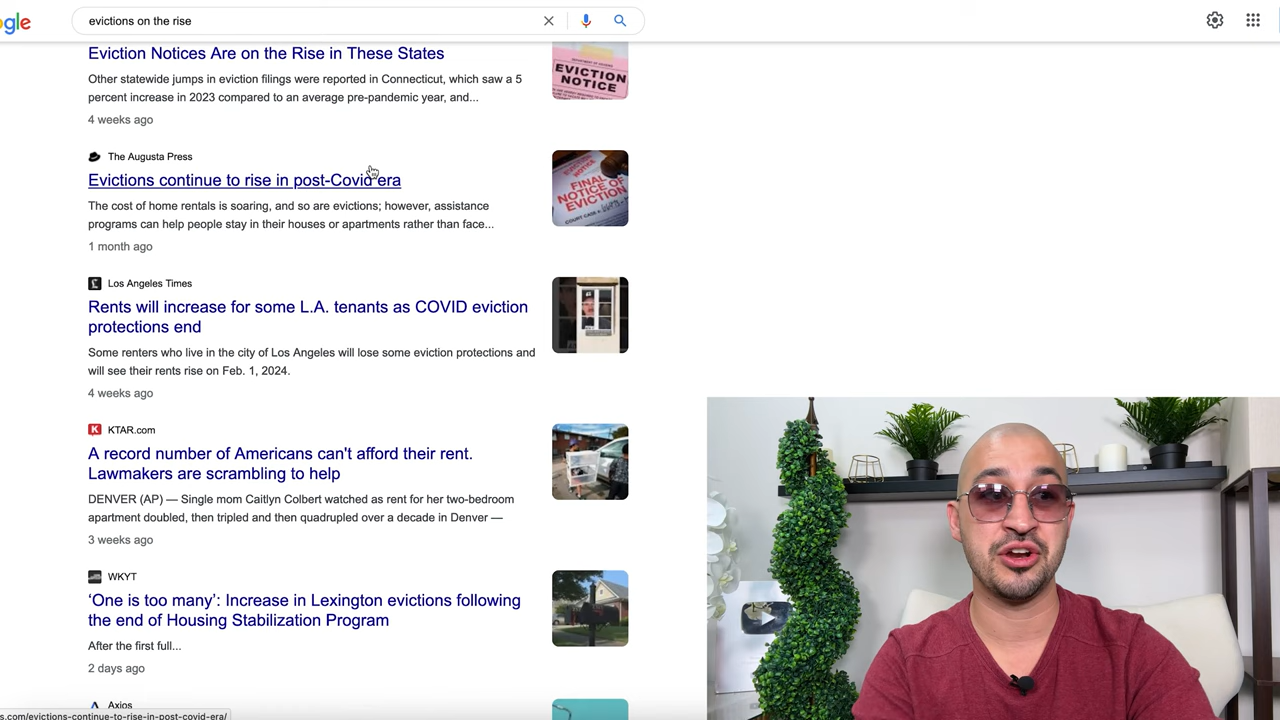 ogle
evictions on the rise
Eviction Notices Are on the Rise in These States
Other statewide jumps in eviction filings were reported in Connecticut, which saw a 5
percent increase in 2023 compared to an average pre-pandemic year, and...
4 weeks ago
EVICTION
NOTICE
The Augusta Press
Evictions continue to rise in post-Covid era
The cost of home rentals is soaring, and so are evictions; however, assistance
programs can help people stay in their houses or apartments rather than face...
1 month ago
EVICTION
NOTICE
FINAL
NOTICE OF
EVICTION
COURT CASE
Los Angeles Times
Rents will increase for some L.A. tenants as COVID eviction
protections end
Some renters who live in the city of Los Angeles will lose some eviction protections and
will see their rents rise on Feb. 1, 2024.
4 weeks ago
K
KTAR.com
A record number of Americans can't afford their rent.
Lawmakers are scrambling to help
DENVER (AP) — Single mom Caitlyn Colbert watched as rent for her two-bedroom
apartment doubled, then tripled and then quadrupled over a decade in Denver —
3 weeks ago
WKYT
‘One is too many’: Increase in Lexington evictions following
the end of Housing Stabilization Program
After the first full...
2 days ago
Axios
s.com/evictions-continue-to-rise-in-post-covid-era/